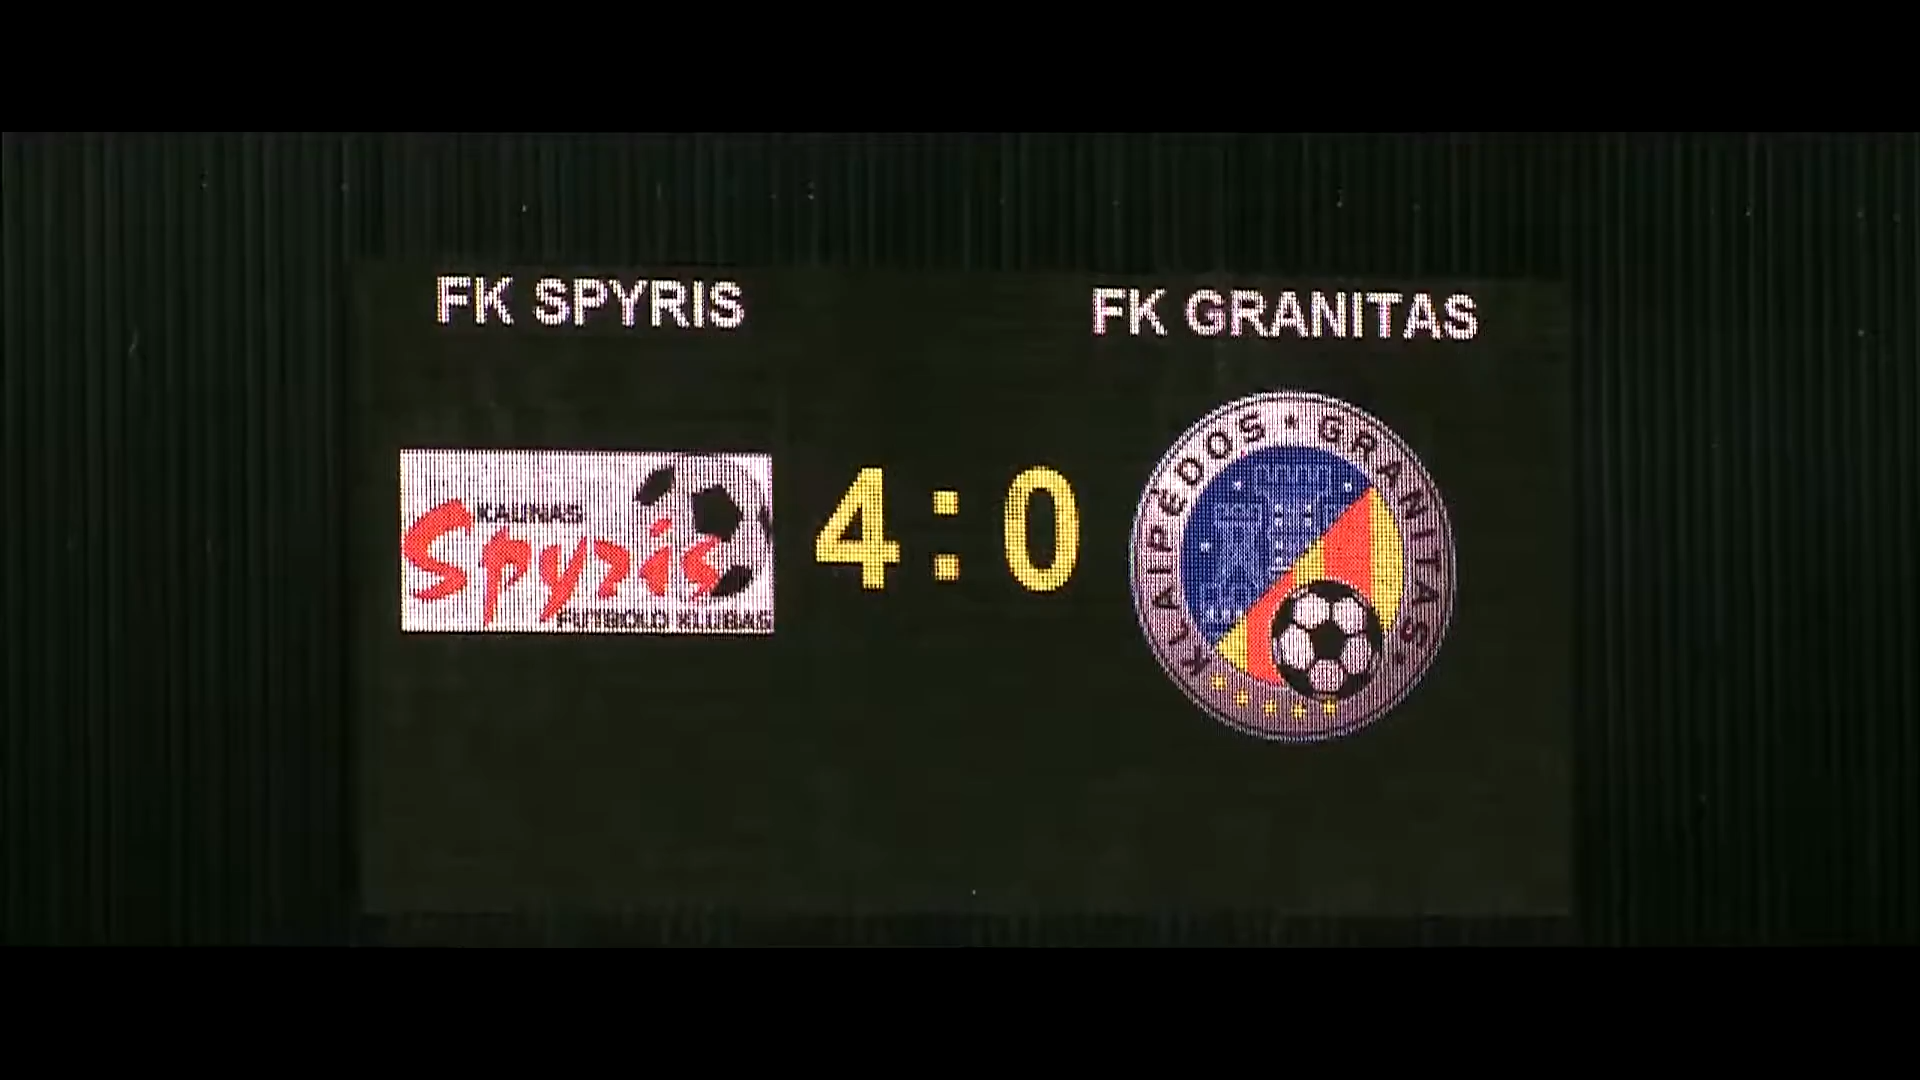 FK SPYRIS
FK GRANITAS
KAUNAS
Spyris
FUTBOLO KLUBAS
4:0
KLAIPĖDOS • GRANITAS •